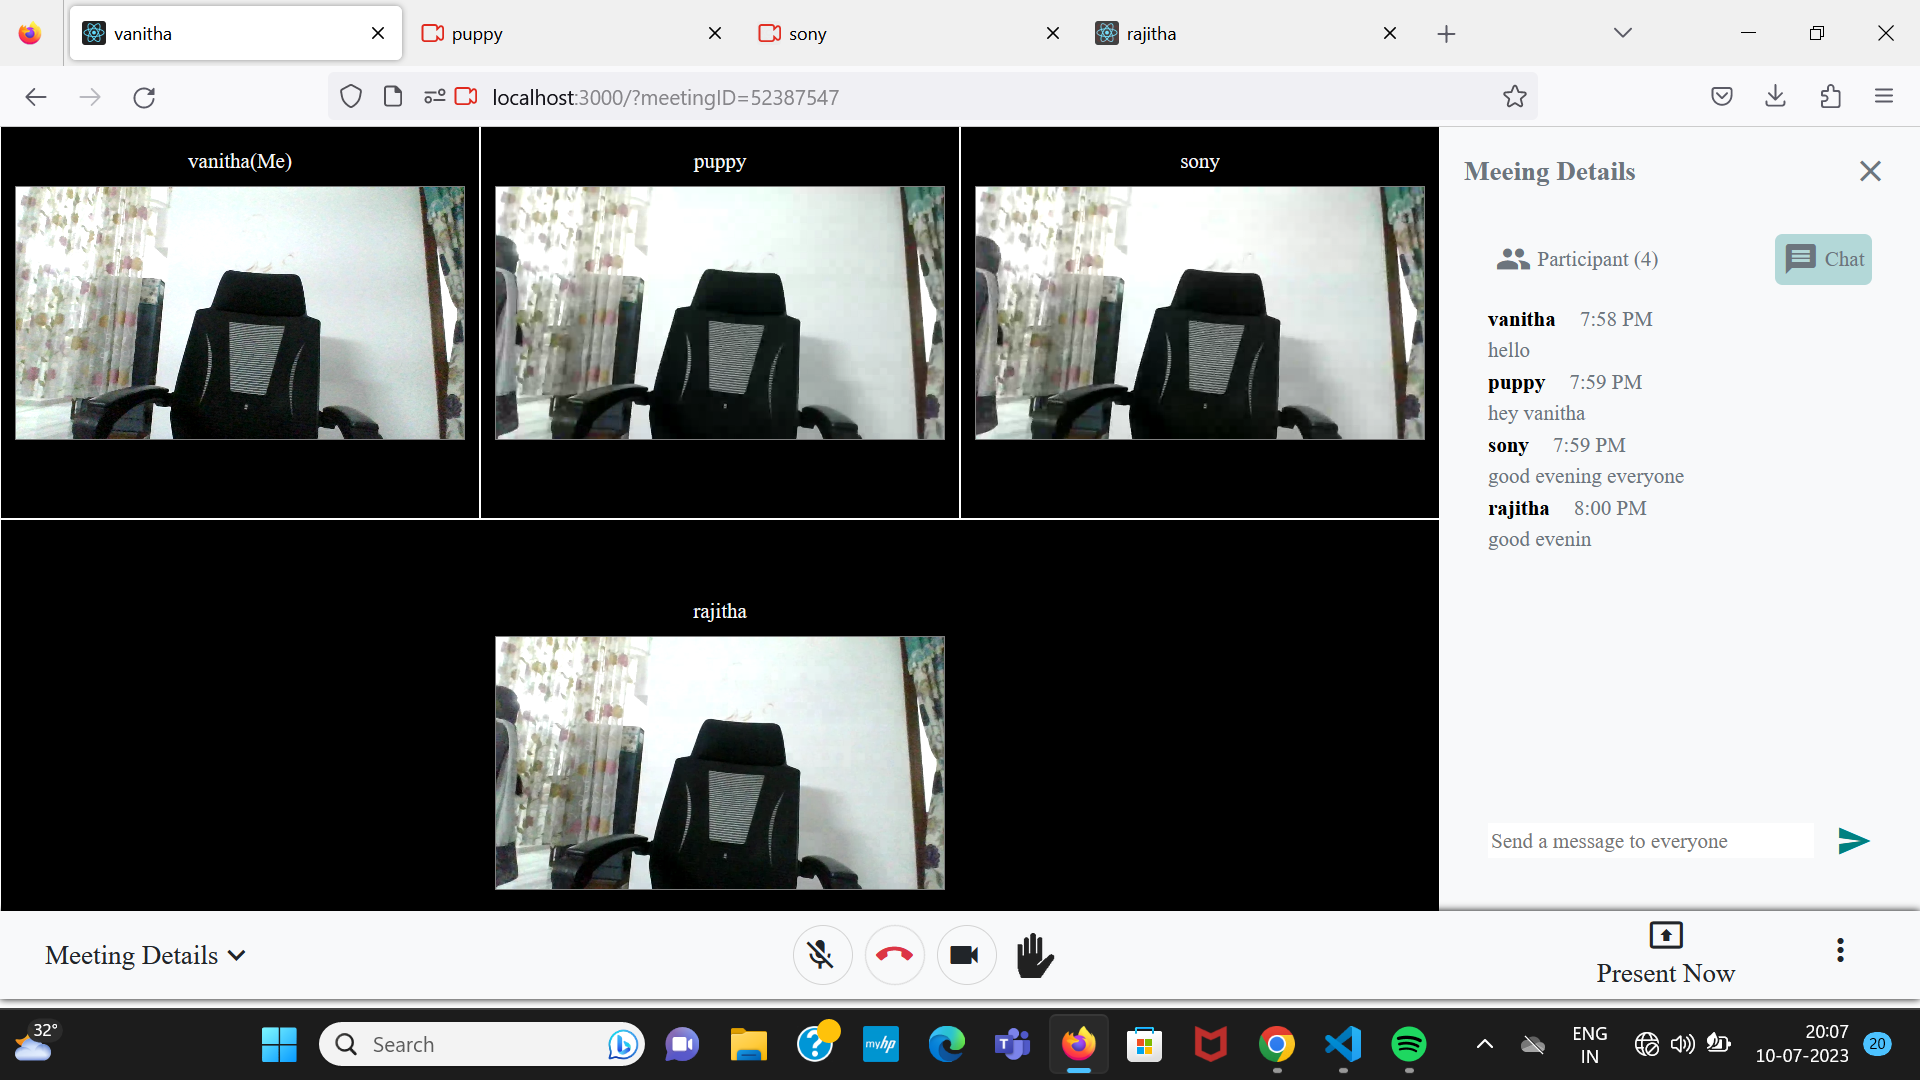 vanitha
puppy
sony
rajitha
localhost:3000/?meetingID=52387547
vanitha(Me)
puppy
sony
rajitha
Meeing Details
Participant (4)
Chat
vanitha 7:58 PM
hello
puppy 7:59 PM
hey vanitha
sony 7:59 PM
good evening everyone
rajitha 8:00 PM
good evenin
Send a message to everyone
Meeting Details
Present Now
32°
Search
myhp
ENG
IN
20:07
10-07-2023
20